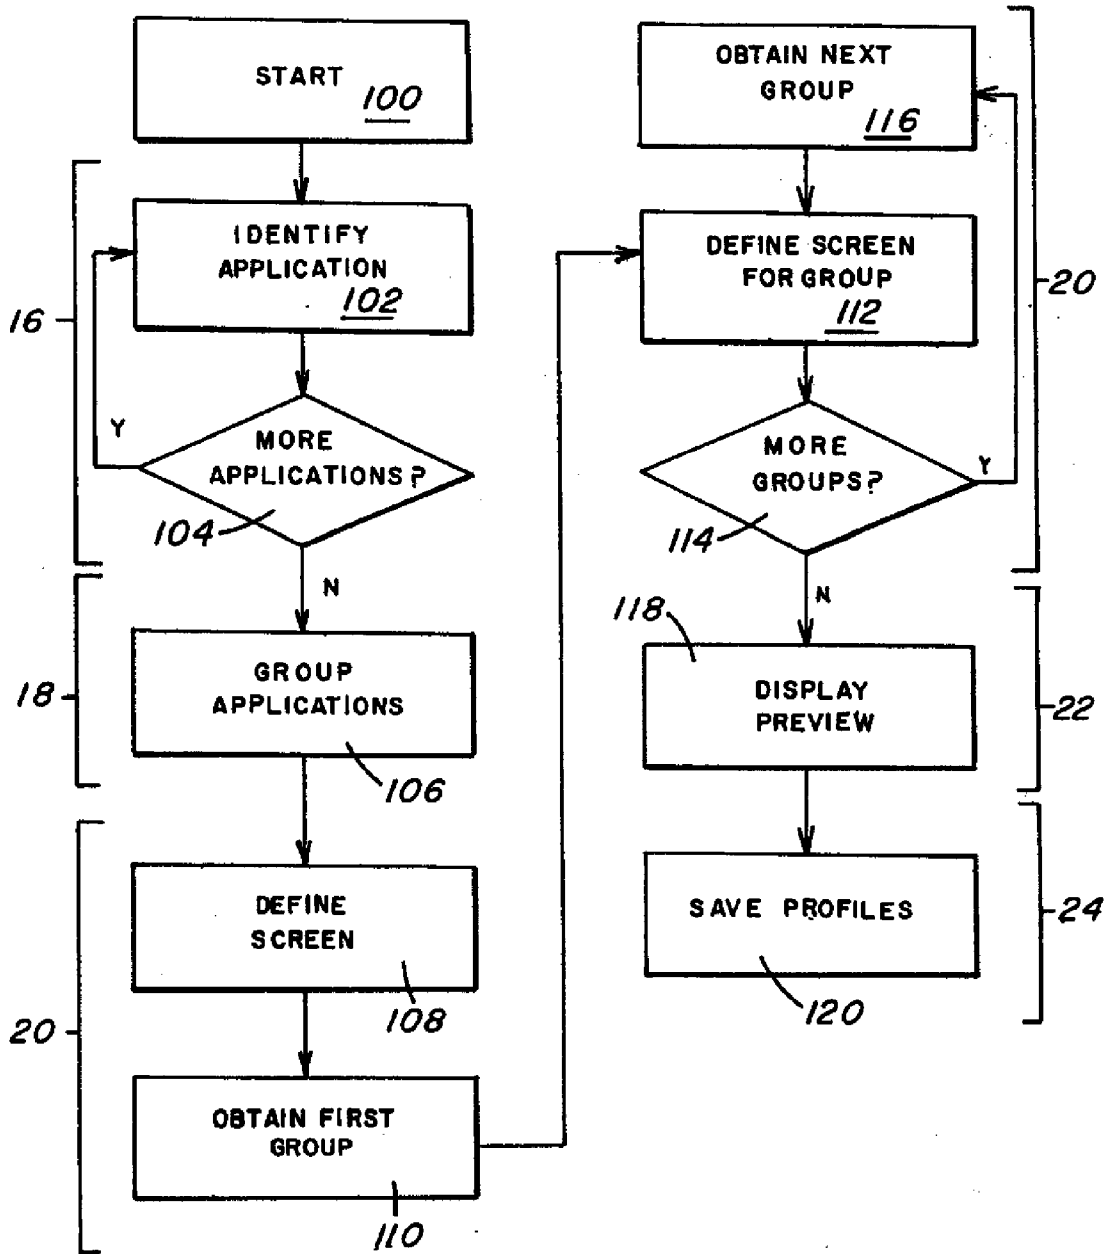 START
100
IDENTIFY
APPLICATION
102
16
Y
MORE
APPLICATIONS?
104
N
GROUP
APPLICATIONS
18
106
DEFINE
SCREEN
108
20
OBTAIN FIRST
GROUP
110
OBTAIN NEXT
GROUP
116
DEFINE SCREEN
FOR GROUP
112
20
MORE
GROUPS?
Y
114
N
118
DISPLAY
PREVIEW
22
SAVE PROFILES
24
120